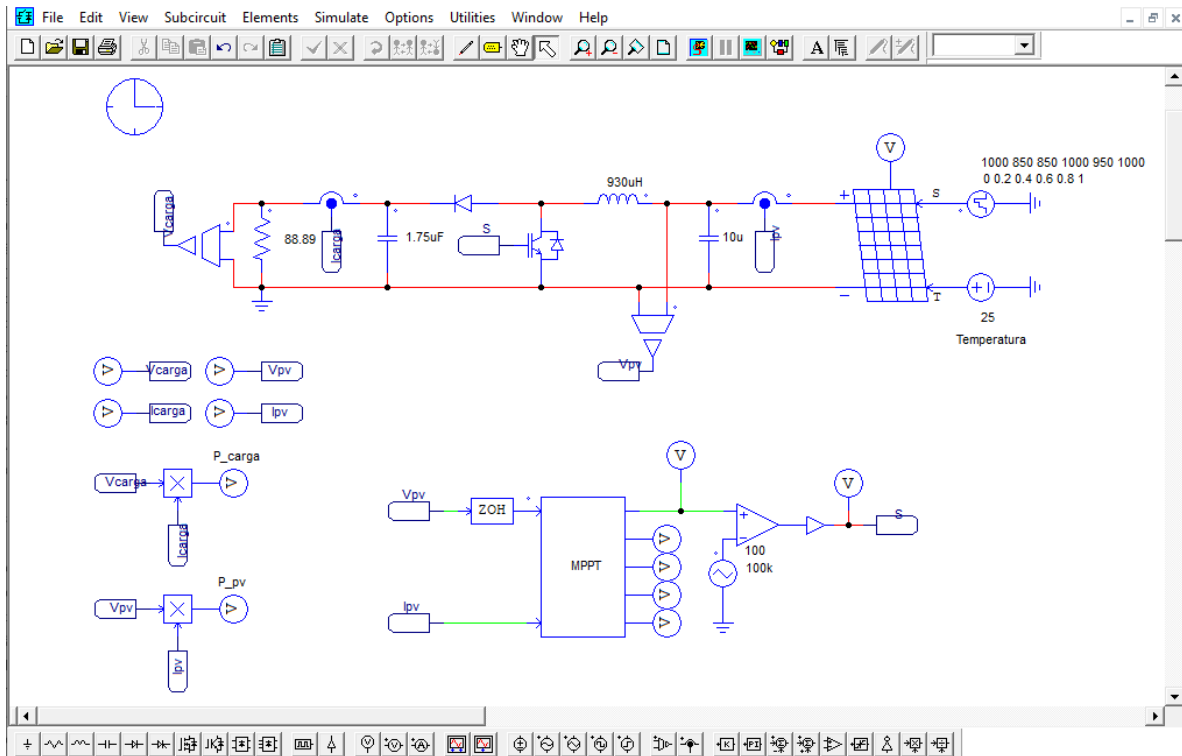 File Edit View Subcircuit Elements Simulate Options Utilities Window Help
A
V
1000 850 850 1000 950 1000
0 0.2 0.4 0.6 0.8 1
930uH
S
Vcarga
88.89
Icarga
1.75uF
S
10u
Ipv
T
25
Temperatura
Vpv
V Vcarga
V Vpv
V Icarga
V Ipv
P_carga
Vcarga
V
Icarga
P_pv
Vpv
V
Ipv
V
V
Vpv
ZOH
MPPT
S
100
100k
V
V
V
V
Ipv
V V A
K PI